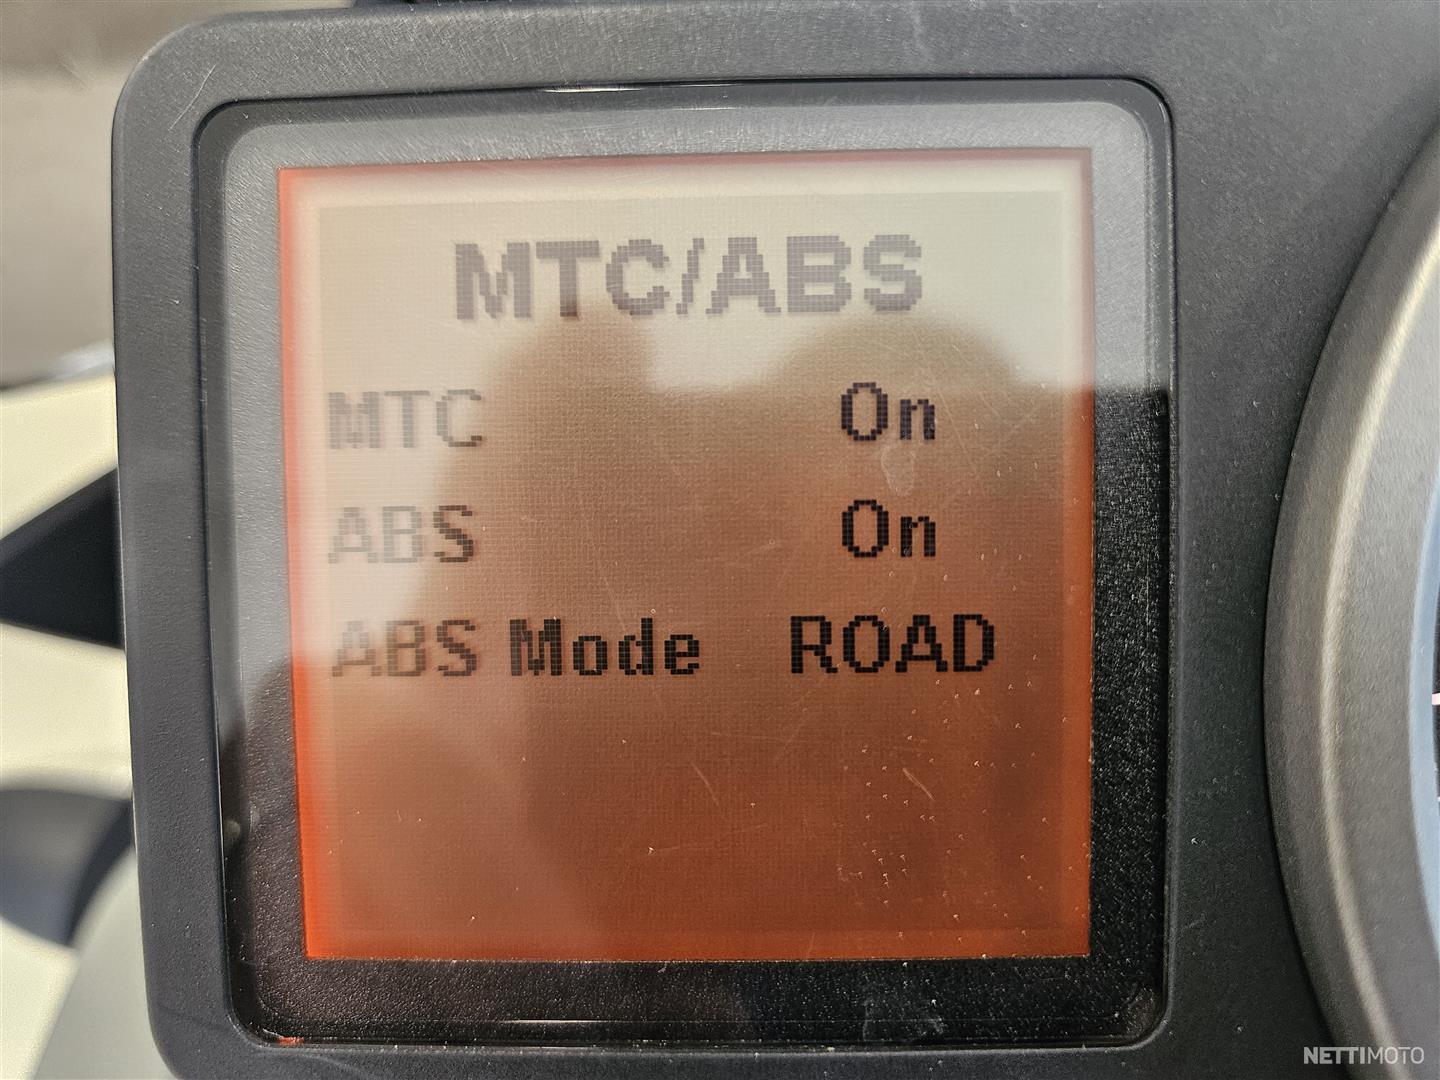 MTC/ABS
MTC On
ABS On
ABS Mode ROAD
NETTIMOTO